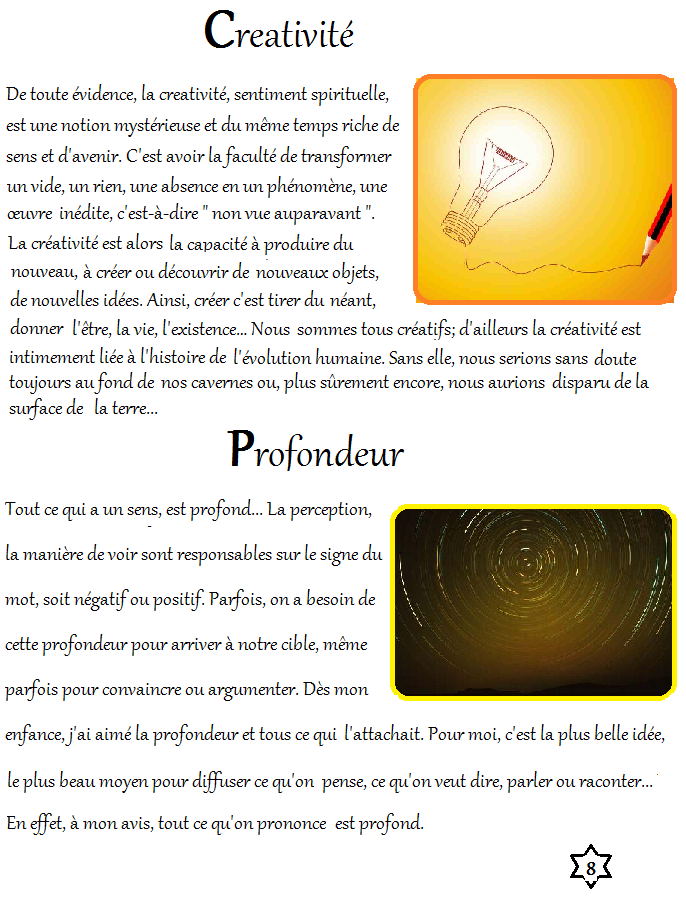 Creativité
De toute évidence, la creativité, sentiment spirituelle,
est une notion mystérieuse et du même temps riche de
sens et d'avenir. C'est avoir la faculté de transformer
un vide, un rien, une absence en un phénomène, une
œuvre inédite, c'est-à-dire " non vue auparavant ".
La créativité est alors la capacité à produire du
nouveau, à créer ou découvrir de nouveaux objets,
de nouvelles idées. Ainsi, créer c'est tirer du néant,
donner l'être, la vie, l'existence... Nous sommes tous créatifs; d'ailleurs la créativité est
intimement liée à l'histoire de l'évolution humaine. Sans elle, nous serions sans doute
toujours au fond de nos cavernes ou, plus sûrement encore, nous aurions disparu de la
surface de la terre...
Profondeur
Tout ce qui a un sens, est profond... La perception,
la manière de voir sont responsables sur le signe du
mot, soit négatif ou positif. Parfois, on a besoin de
cette profondeur pour arriver à notre cible, même
parfois pour convaincre ou argumenter. Dès mon
enfance, j'ai aimé la profondeur et tous ce qui l'attachait. Pour moi, c'est la plus belle idée,
le plus beau moyen pour diffuser ce qu'on pense, ce qu'on veut dire, parler ou raconter...
En effet, à mon avis, tout ce qu'on prononce est profond.
8